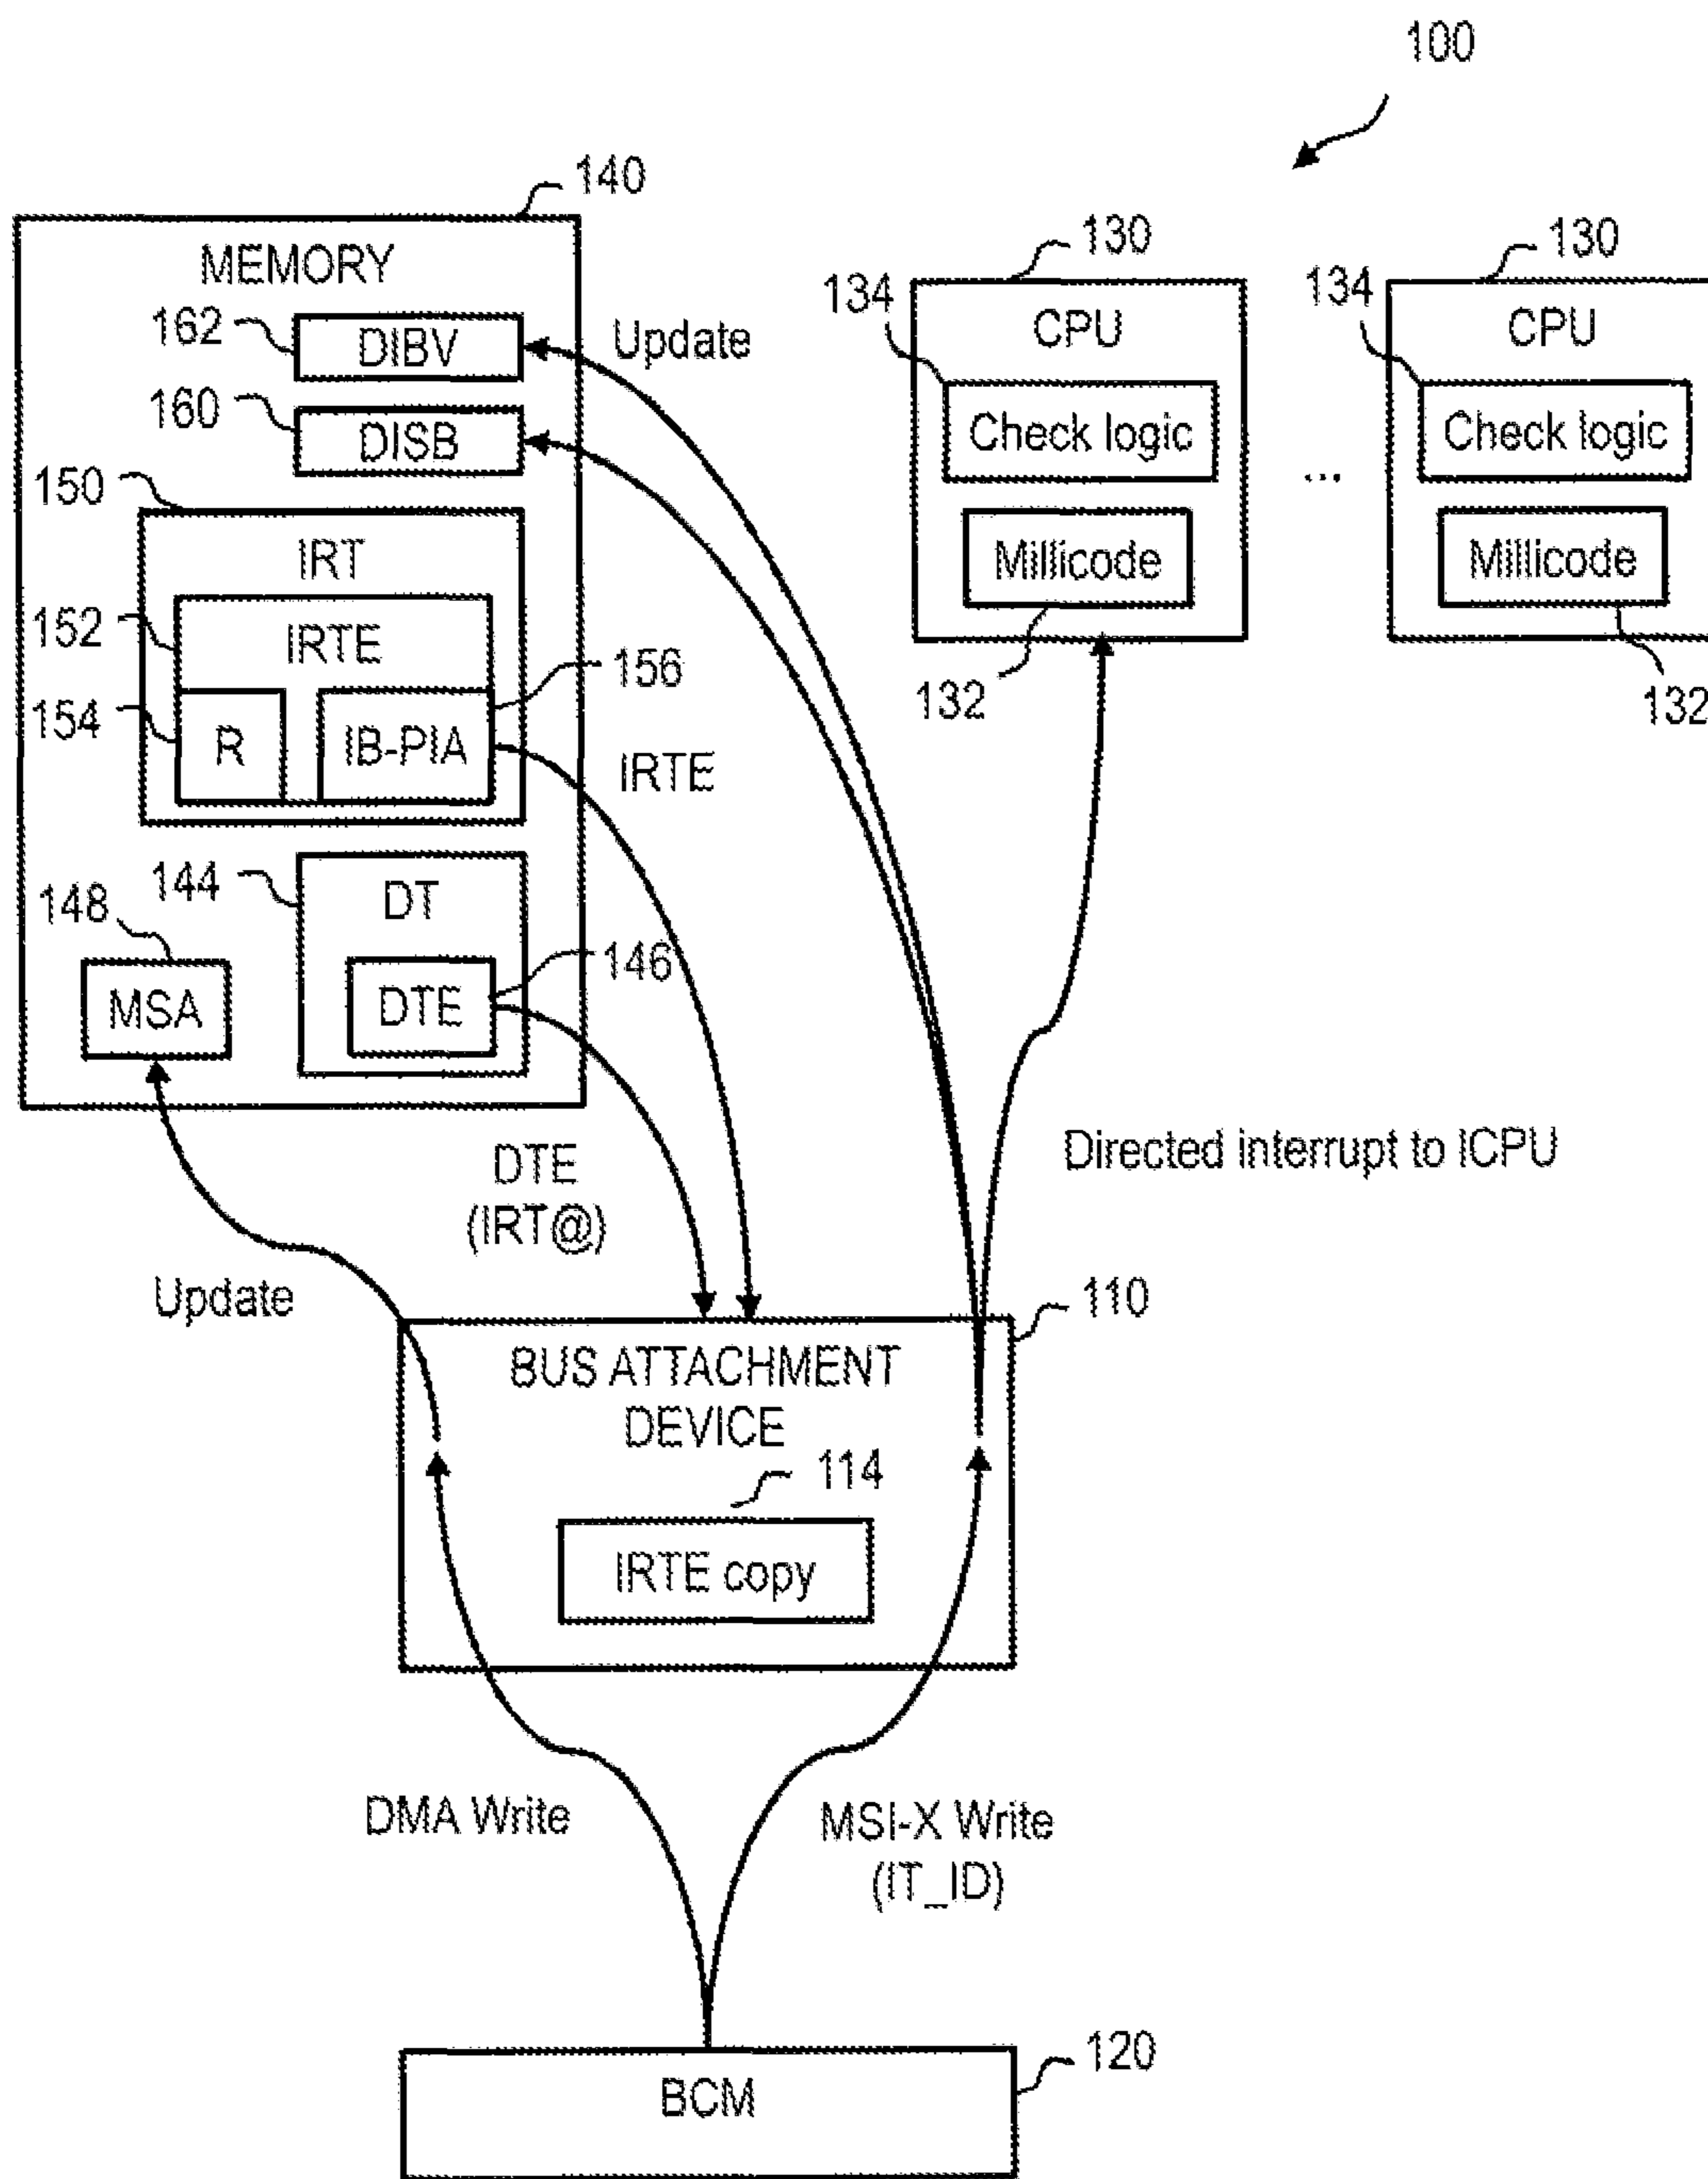 100
140
MEMORY
162
DIBV
Update
160
DISB
150
IRT
152
IRTE
156
154
R
IB-PIA
IRTE
144
DT
148
146
MSA
DTE
DTE
(IRT@)
Update
130
134
CPU
Check logic
Millicode
132
...
130
134
CPU
Check logic
Millicode
132
Directed interrupt to ICPU
110
BUS ATTACHMENT
DEVICE
114
IRTE copy
DMA Write
MSI-X Write
(IT_ID)
120
BCM